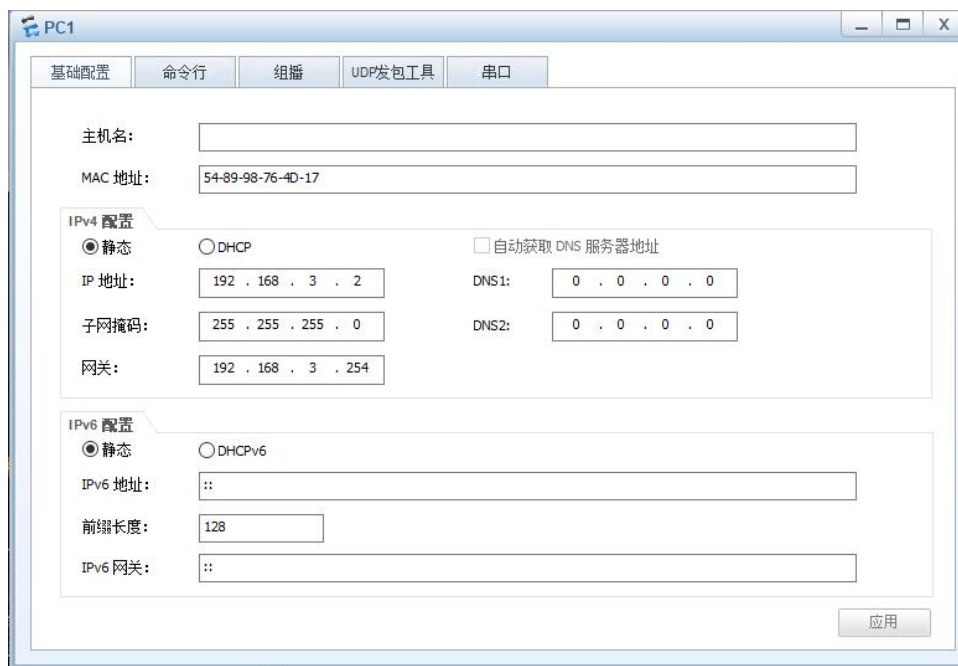 PC1
基础配置 命令行 组播 UDP发包工具 串口
主机名:
MAC 地址: 54-89-98-76-4D-17
IPv4 配置
静态 DHCP 自动获取 DNS 服务器地址
IP 地址: 192 . 168 . 3 . 2 DNS1: 0 . 0 . 0 . 0
子网掩码: 255 . 255 . 255 . 0 DNS2: 0 . 0 . 0 . 0
网关: 192 . 168 . 3 . 254
IPv6 配置
静态 DHCPv6
IPv6 地址: ::
前缀长度: 128
IPv6 网关: ::
应用